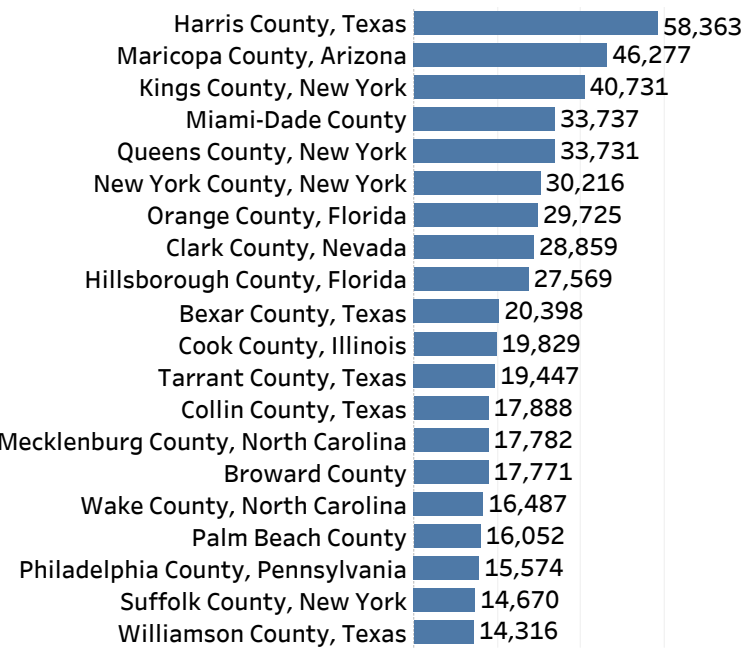 Harris County, Texas 58,363
Maricopa County, Arizona 46,277
Kings County, New York 40,731
Miami-Dade County 33,737
Queens County, New York 33,731
New York County, New York 30,216
Orange County, Florida 29,725
Clark County, Nevada 28,859
Hillsborough County, Florida 27,569
Bexar County, Texas 20,398
Cook County, Illinois 19,829
Tarrant County, Texas 19,447
Collin County, Texas 17,888
Mecklenburg County, North Carolina 17,782
Broward County 17,771
Wake County, North Carolina 16,487
Palm Beach County 16,052
Philadelphia County, Pennsylvania 15,574
Suffolk County, New York 14,670
Williamson County, Texas 14,316